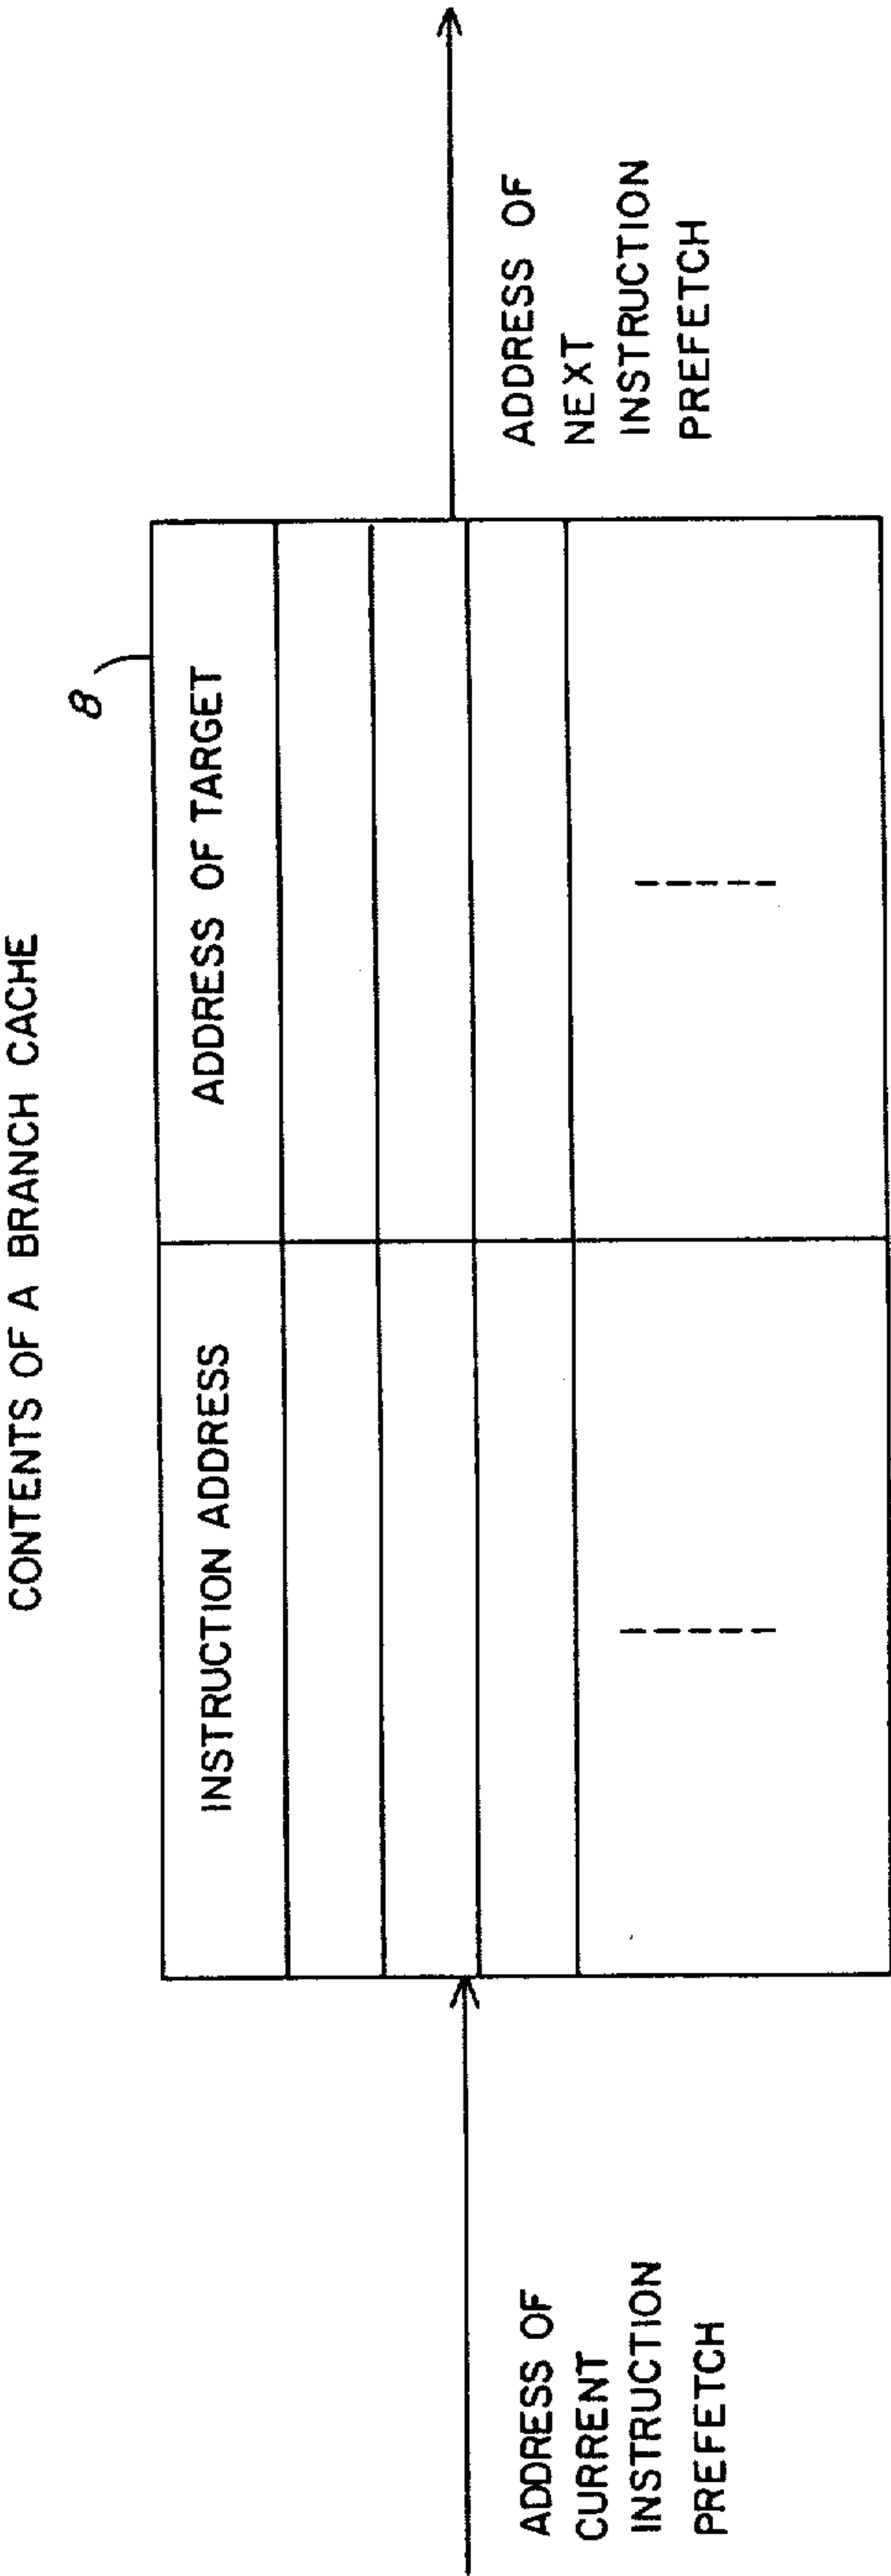 CONTENTS OF A BRANCH CACHE
8
INSTRUCTION ADDRESS
ADDRESS OF TARGET
ADDRESS OF
CURRENT
INSTRUCTION
PREFETCH
ADDRESS OF
NEXT
INSTRUCTION
PREFETCH